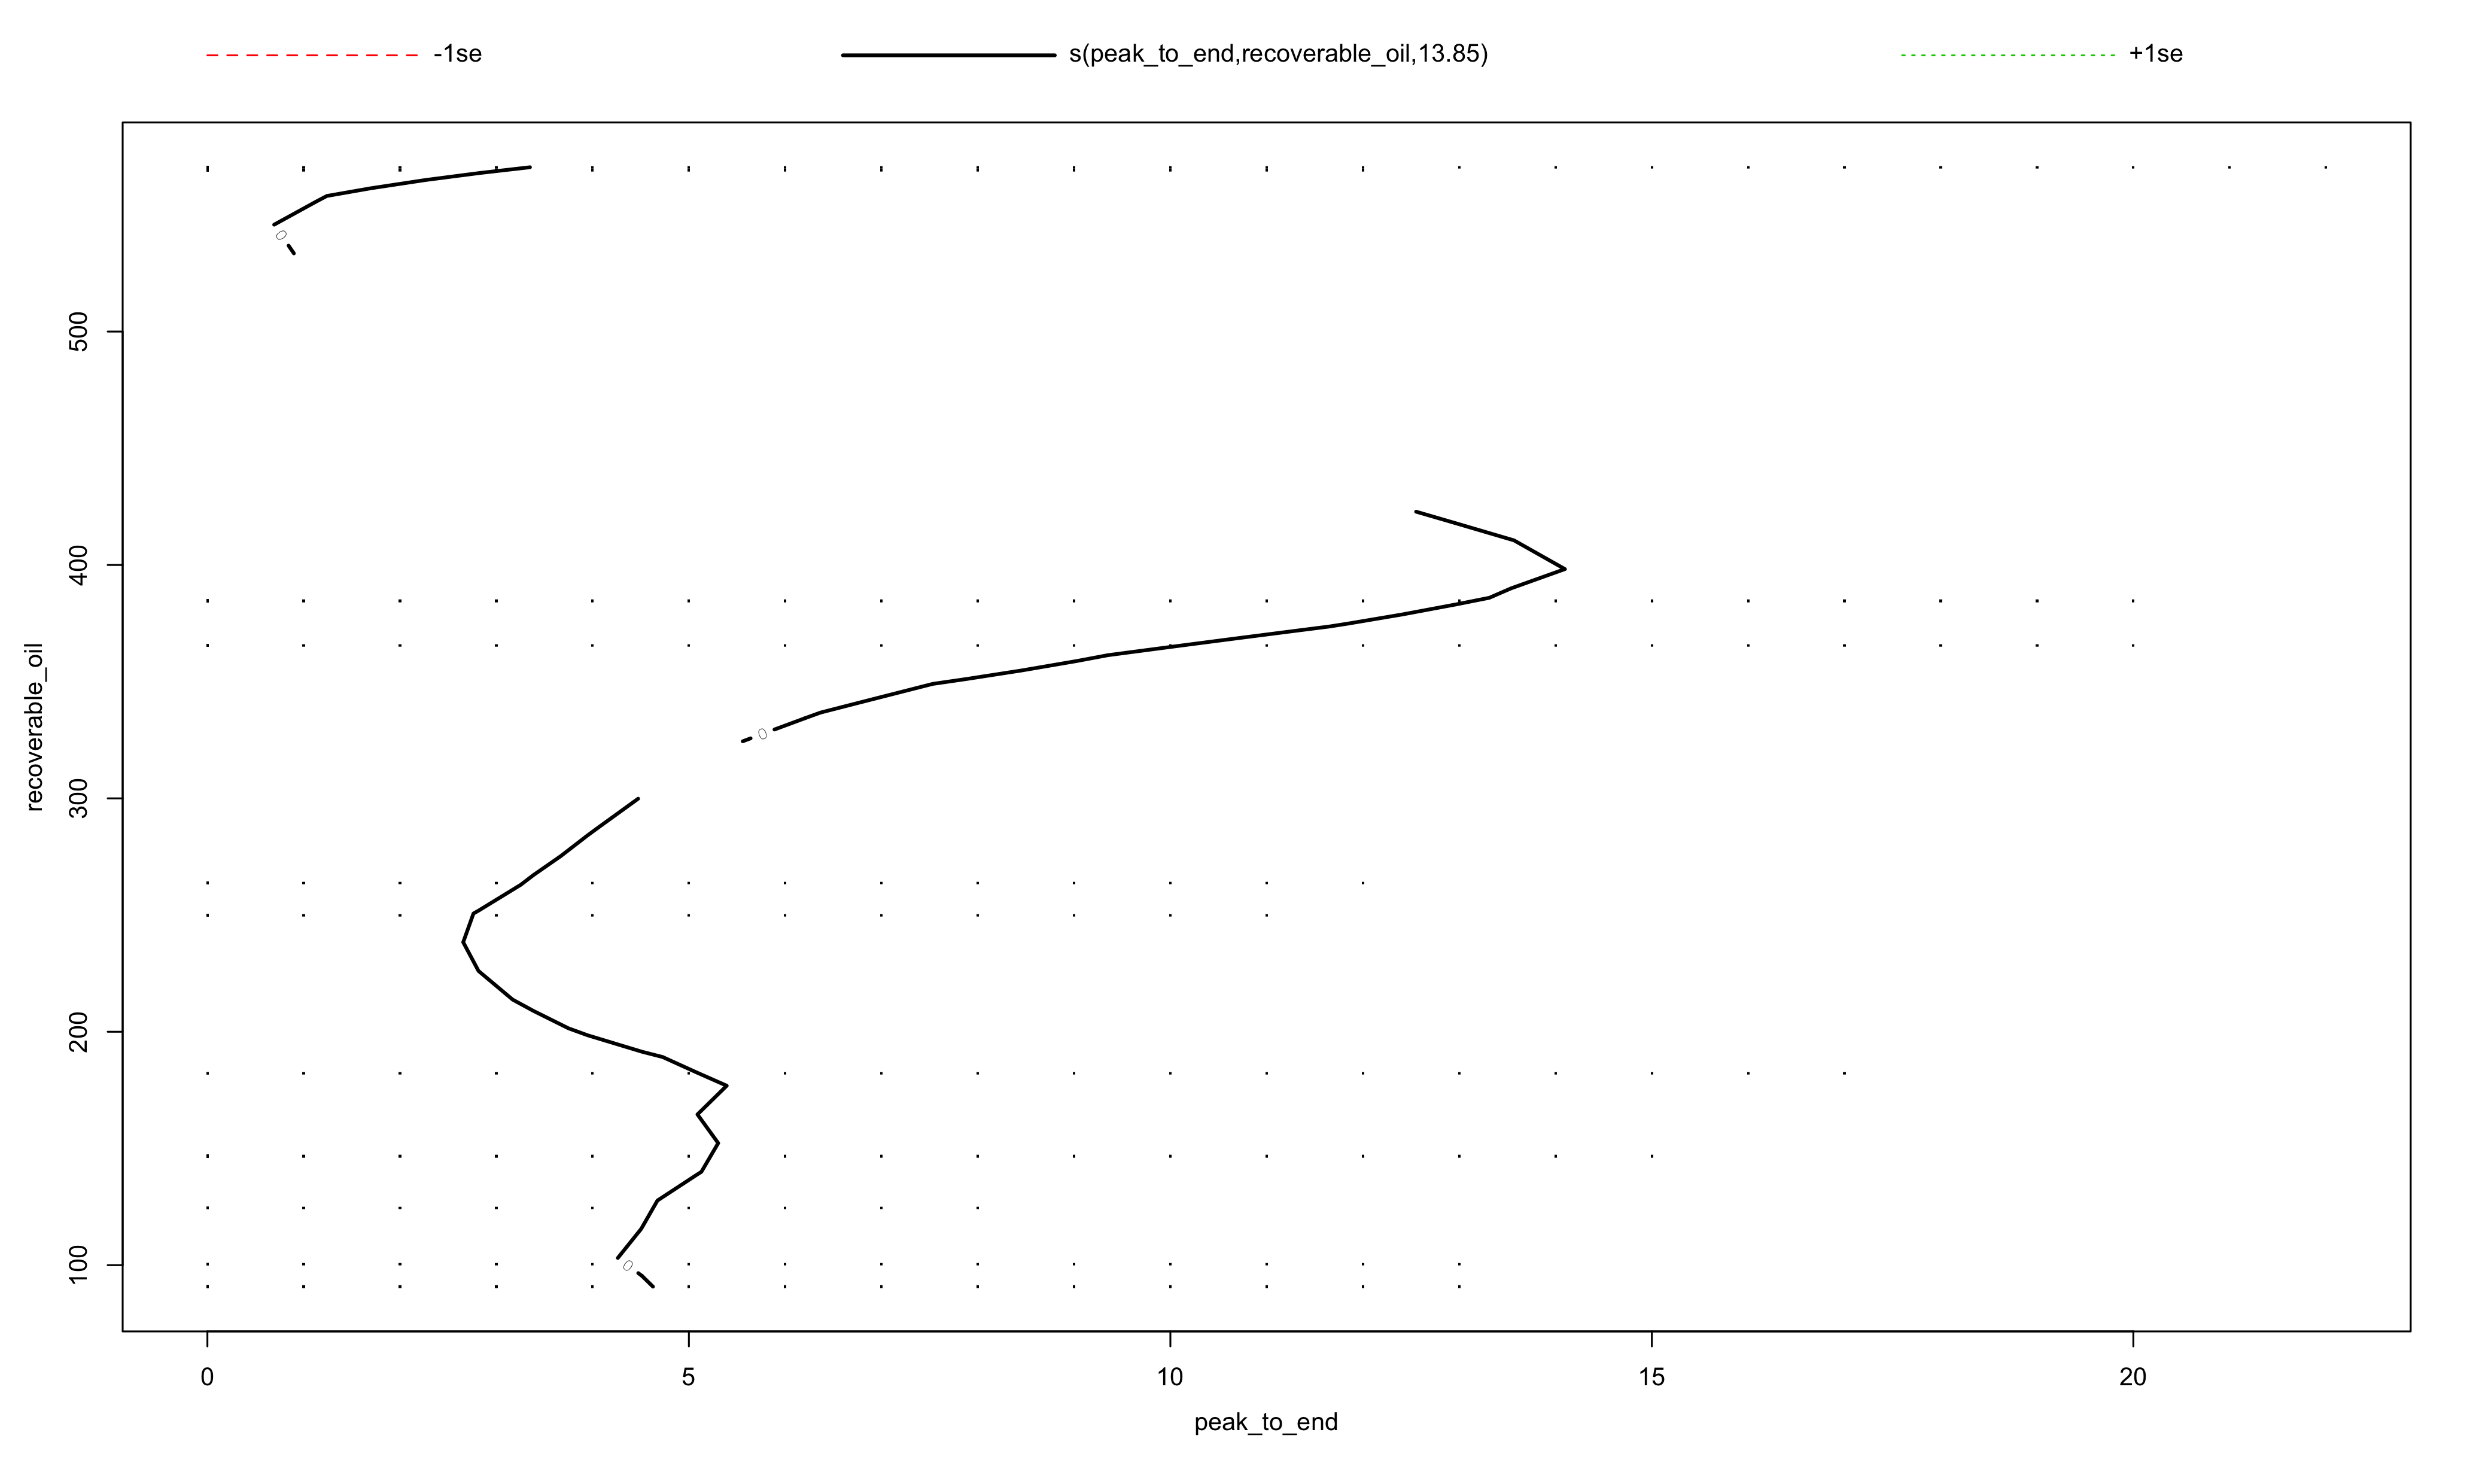 -1se s(peak_to_end,recoverable_oil,13.85) +1se
recoverable_oil
500
400
300
200
100
0
0
0
0 5 10 15 20
peak_to_end